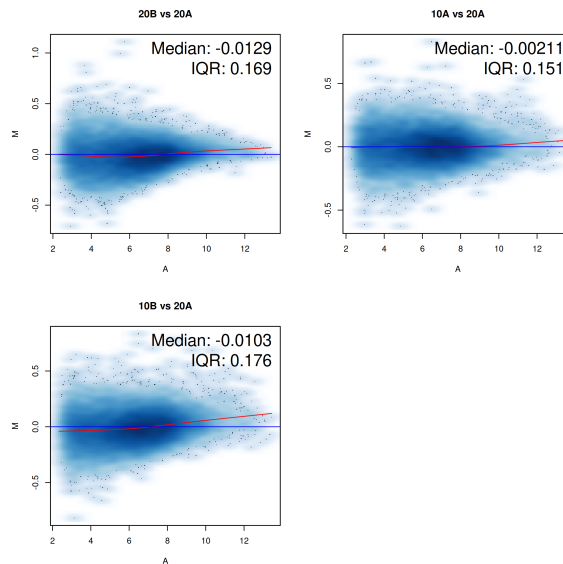 20B vs 20A
Median: -0.0129
IQR: 0.169
M
1.0
0.5
0.0
-0.5
2 4 6 8 10 12
A
10A vs 20A
Median: -0.00211
IQR: 0.151
M
0.5
0.0
-0.5
2 4 6 8 10 12
A
10B vs 20A
Median: -0.0103
IQR: 0.176
M
0.5
0.0
-0.5
2 4 6 8 10 12
A